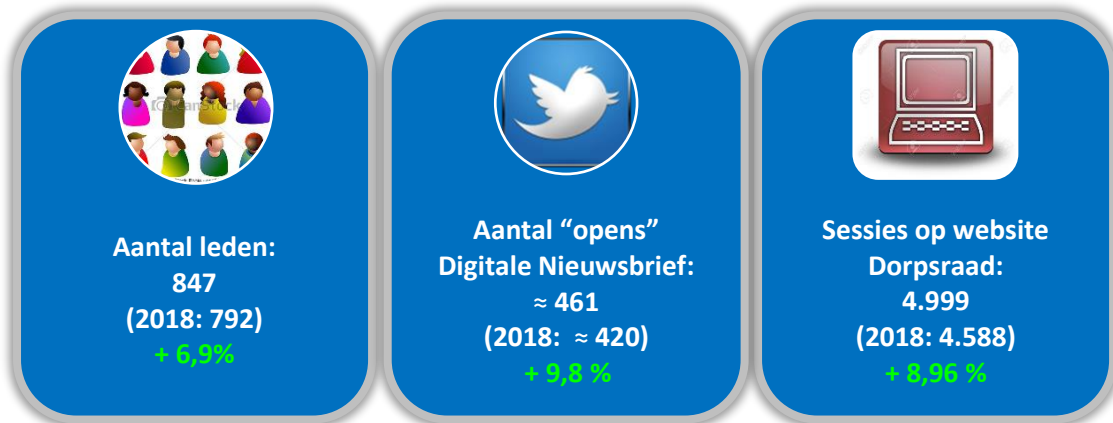 Aantal leden:
847
(2018: 792)
+ 6,9%
Aantal “opens”
Digitale Nieuwsbrief:
≈ 461
(2018:  ≈ 420)
+ 9,8 %
Sessies op website
Dorpsraad:
4.999
(2018: 4.588)
+ 8,96 %